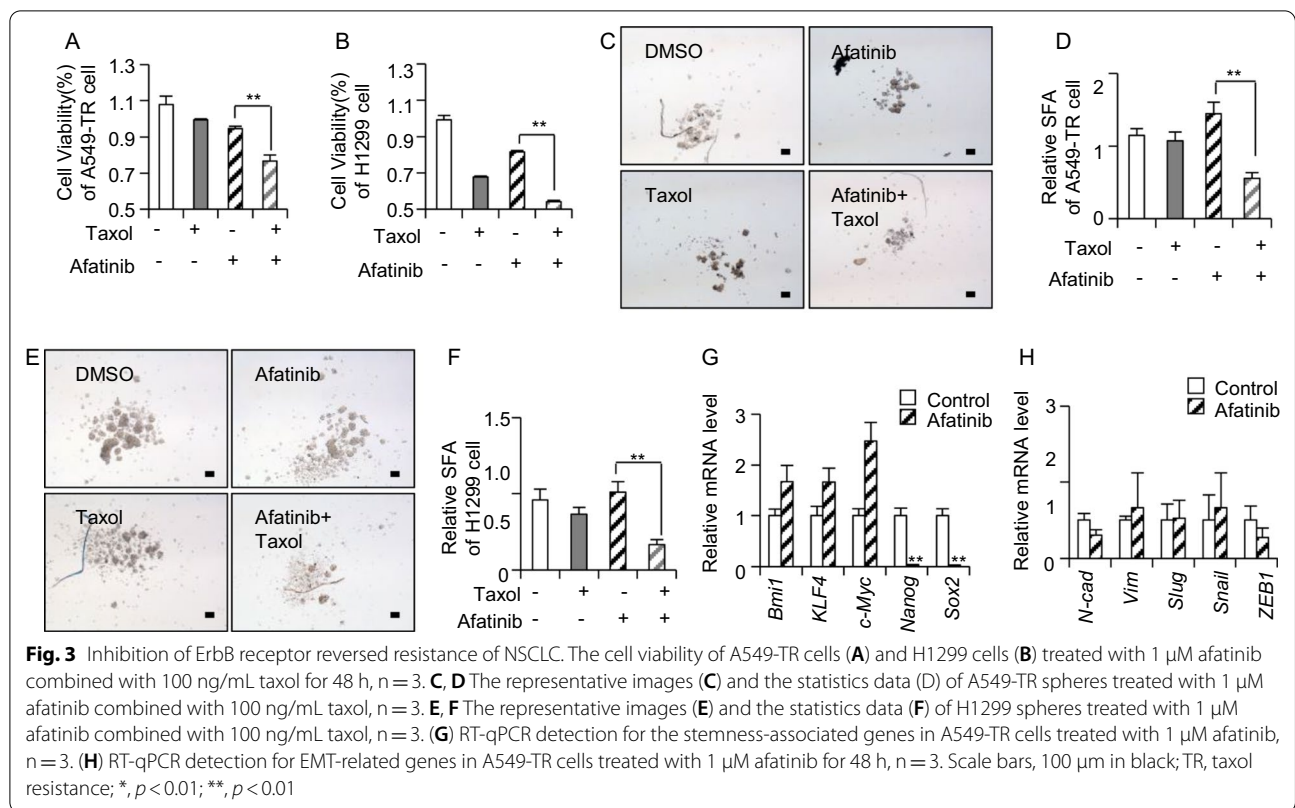 A
Cell Viability(%)
of A549-TR cell
1.3
1.1
0.9
0.7
0.5
**
Taxol - + - +
Afatinib - - + +
B
Cell Viability(%)
of H1299 cell
1.3
1.1
0.9
0.7
0.5
**
Taxol - + - +
Afatinib - - + +
C
DMSO
Afatinib
Taxol
Afatinib+
Taxol
D
Relative SFA
of A549-TR cell
2
1
0
**
Taxol - + - +
Afatinib - - + +
E
DMSO
Afatinib
Taxol
Afatinib+
Taxol
F
Relative SFA
of H1299 cell
1.5
1.0
0.5
0
**
Taxol - + - +
Afatinib - - + +
G
Control
Afatinib
Relative mRNA level
3
2
1
0
** **
Bmi1 KLF4 c-Myc Nanog Sox2
H
Control
Afatinib
Relative mRNA level
3
2
1
0
N-cad Vim Slug Snail ZEB1
Fig. 3 Inhibition of ErbB receptor reversed resistance of NSCLC. The cell viability of A549-TR cells (A) and H1299 cells (B) treated with 1 µM afatinib
combined with 100 ng/mL taxol for 48 h, n = 3. C, D The representative images (C) and the statistics data (D) of A549-TR spheres treated with 1 µM
afatinib combined with 100 ng/mL taxol, n = 3. E, F The representative images (E) and the statistics data (F) of H1299 spheres treated with 1 µM
afatinib combined with 100 ng/mL taxol, n = 3. (G) RT-qPCR detection for the stemness-associated genes in A549-TR cells treated with 1 µM afatinib,
n = 3. (H) RT-qPCR detection for EMT-related genes in A549-TR cells treated with 1 µM afatinib for 48 h, n = 3. Scale bars, 100 µm in black; TR, taxol
resistance; *, p < 0.01; **, p < 0.01